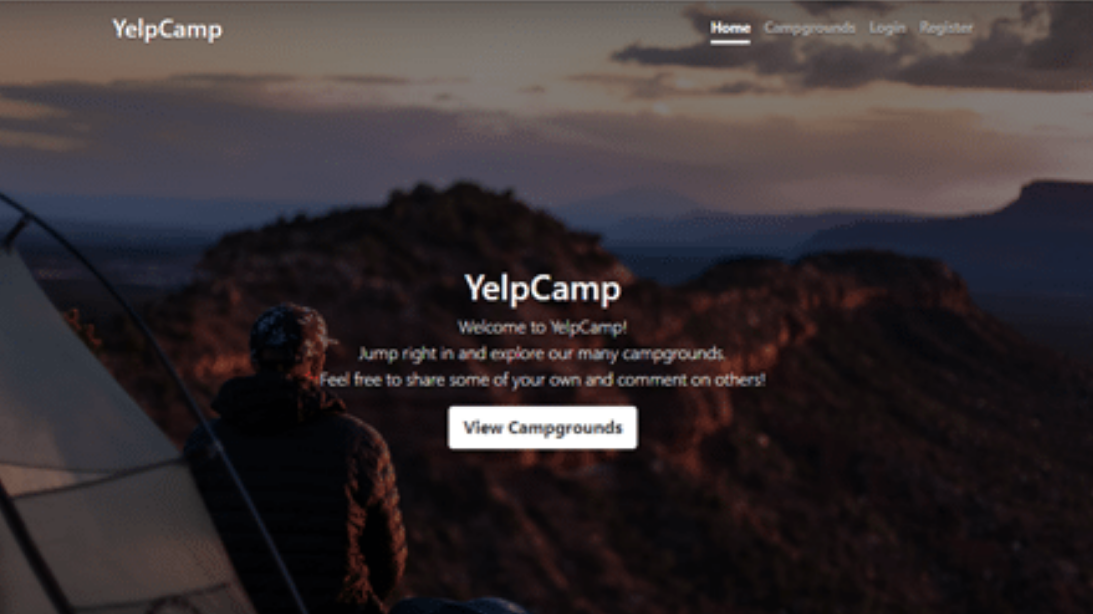 YelpCamp
Home Campgrounds Login Register
YelpCamp
Welcome to YelpCamp!
Jump right in and explore our many campgrounds.
Feel free to share some of your own and comment on others!
View Campgrounds